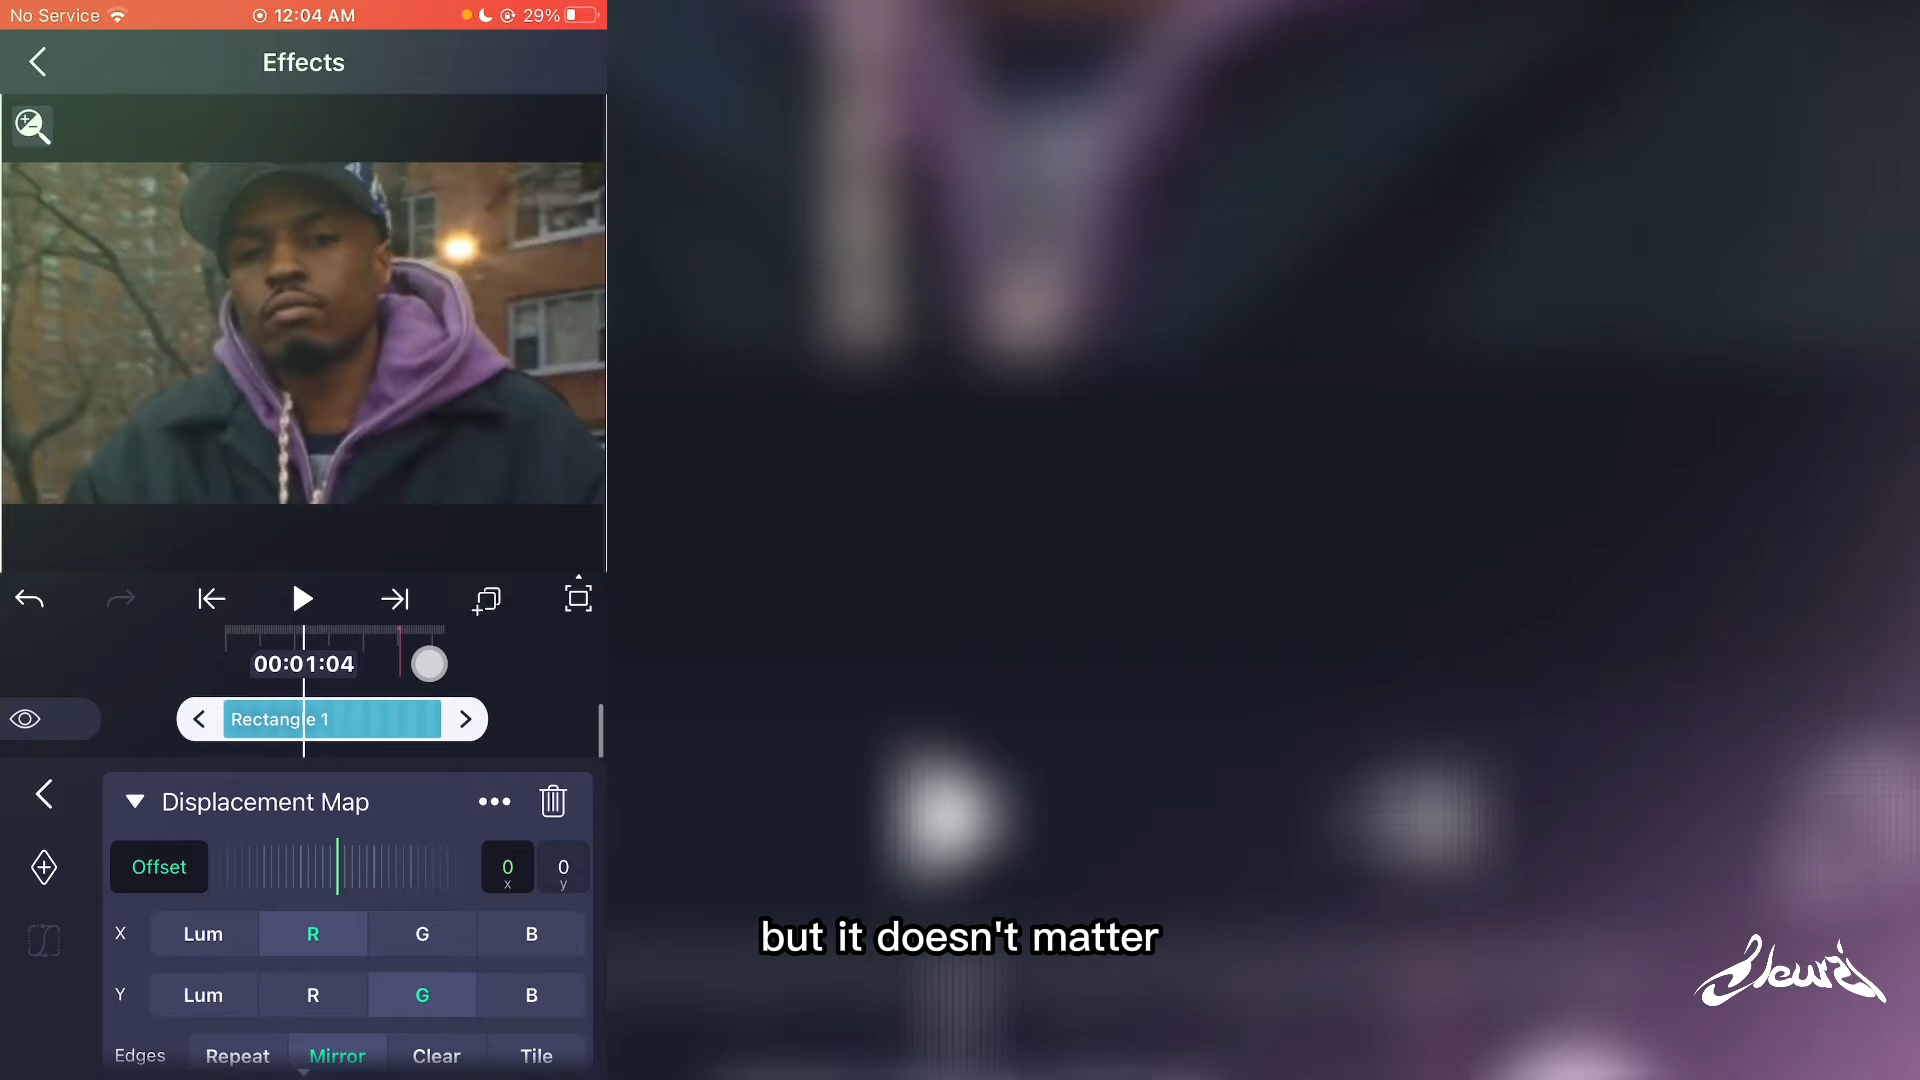 No Service 12:04 AM 29%
Effects
00:01:04
Rectangle 1
Displacement Map
Offset 0 x 0 y
X Lum R G B
Y Lum R G B
Edges Repeat Mirror Clear Tile
but it doesn't matter